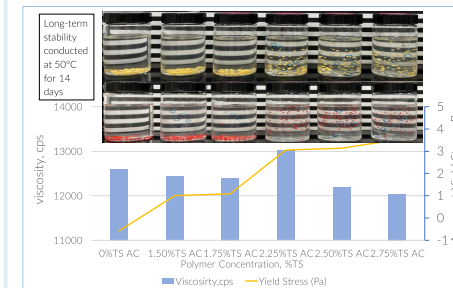 Long-term
stability
conducted
at 50°C
for 14
days
14000
13000
12000
11000
viscosity, cps
5
4
3
2
1
0
-1
0%TS AC 1.50%TS AC 1.75%TS AC 2.25%TS AC 2.50%TS AC 2.75%TS AC
Polymer Concentration, %TS
Viscosity,cps Yield Stress (Pa)